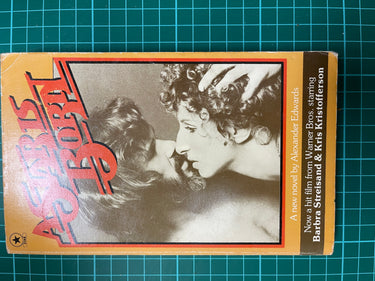 A STAR IS
BORN
A new novel by Alexander Edwards
Now a hit film from Warner Bros. starring
Barbra Streisand & Kris Kristofferson